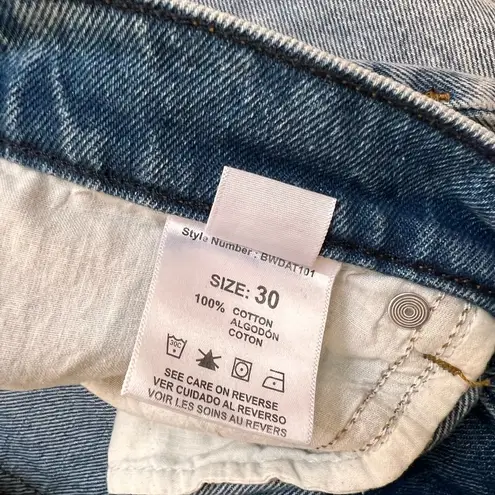 Style Number : BWDAT101
SIZE: 30
100% COTTON
ALGODÓN
COTON
30C
SEE CARE ON REVERSE
VER CUIDADO AL REVERSO
VOIR LES SOINS AU REVERS